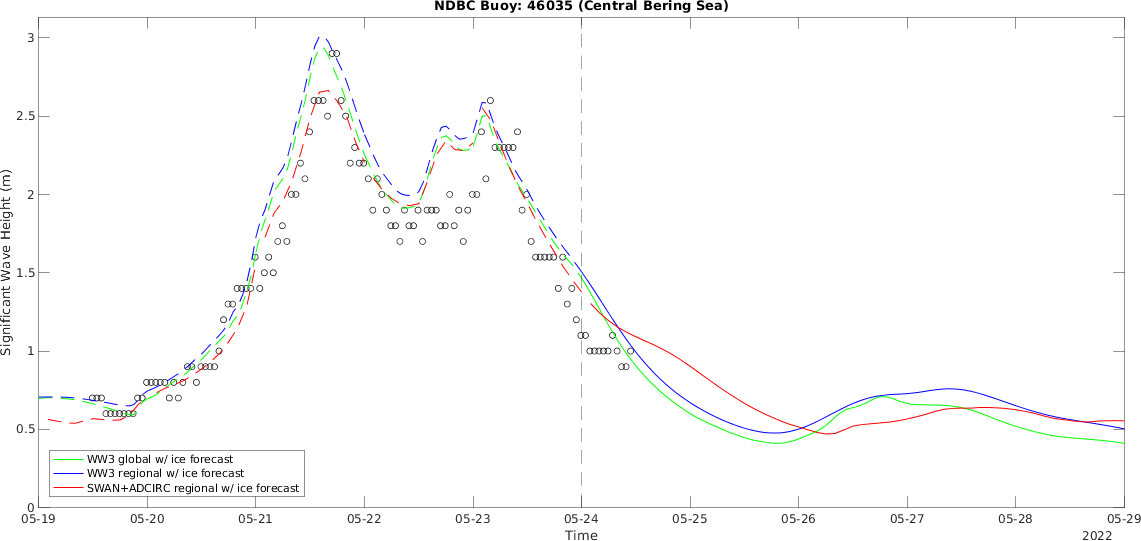 NDBC Buoy: 46035 (Central Bering Sea)
3
2.5
2
1.5
1
0.5
0
Significant Wave Height (m)
WW3 global w/ ice forecast
WW3 regional w/ ice forecast
SWAN+ADCIRC regional w/ ice forecast
05-19 05-20 05-21 05-22 05-23 05-24 05-25 05-26 05-27 05-28 05-29
Time
2022